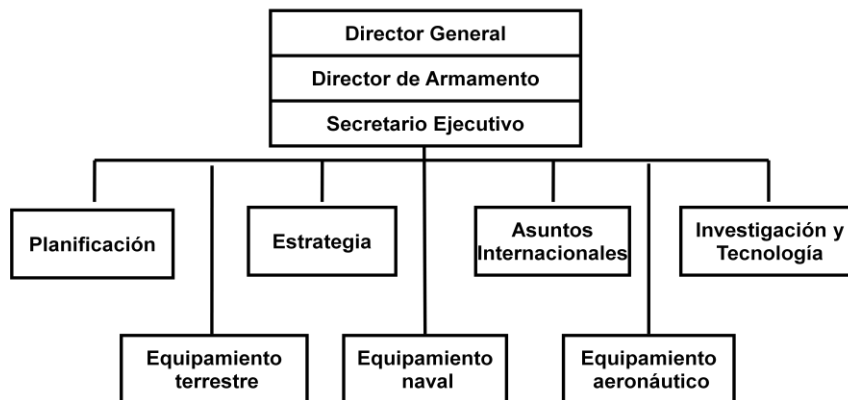 Director General
Director de Armamento
Secretario Ejecutivo
Planificación
Estrategia
Asuntos
Internacionales
Investigación y
Tecnología
Equipamiento
terrestre
Equipamiento
naval
Equipamiento
aeronáutico